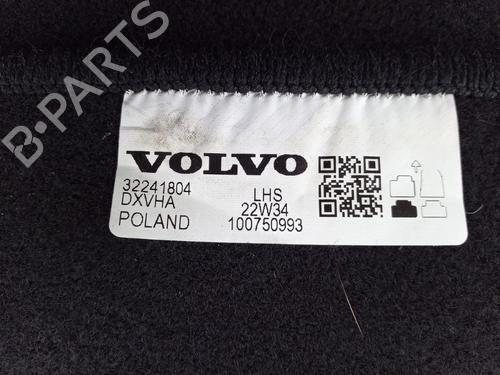 B-PARTS
VOLVO
32241804 LHS
DXVHA 22W34
POLAND 100750993